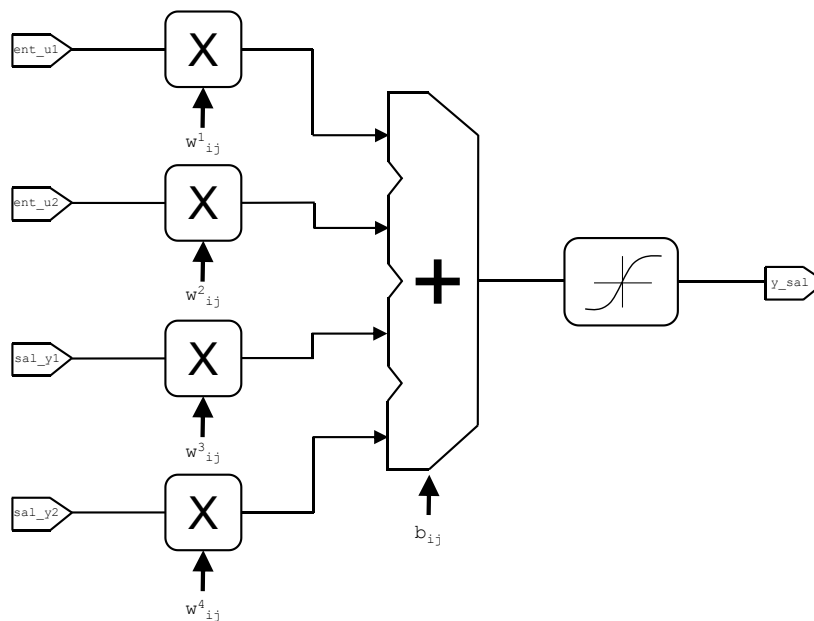 ent_u1
X
w¹ij
ent_u2
X
w²ij
+
y_sal
sal_y1
X
w³ij
sal_y2
X
bij
w⁴ij